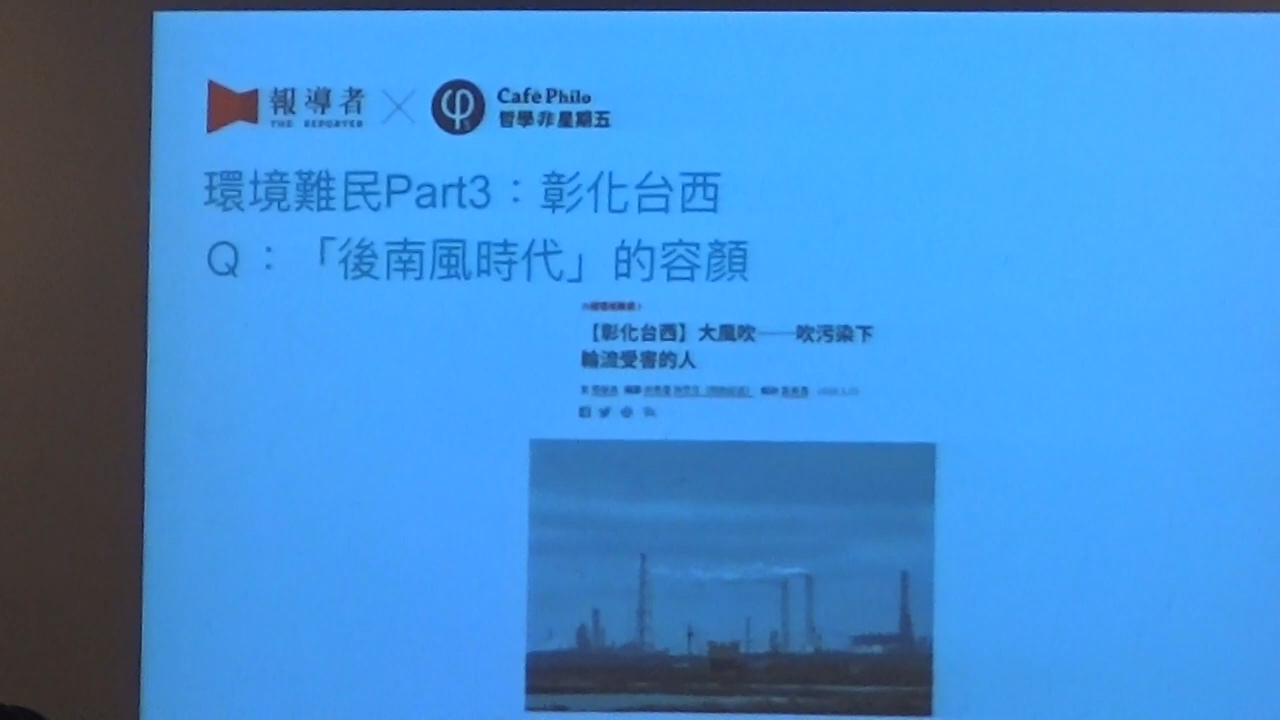 報導者
THE REPORTER
Café Philo
哲學非星期五
環境難民Part3：彰化台西
Q：「後南風時代」的容顏
【彰化台西】大風吹——吹污染下
輪流受害的人